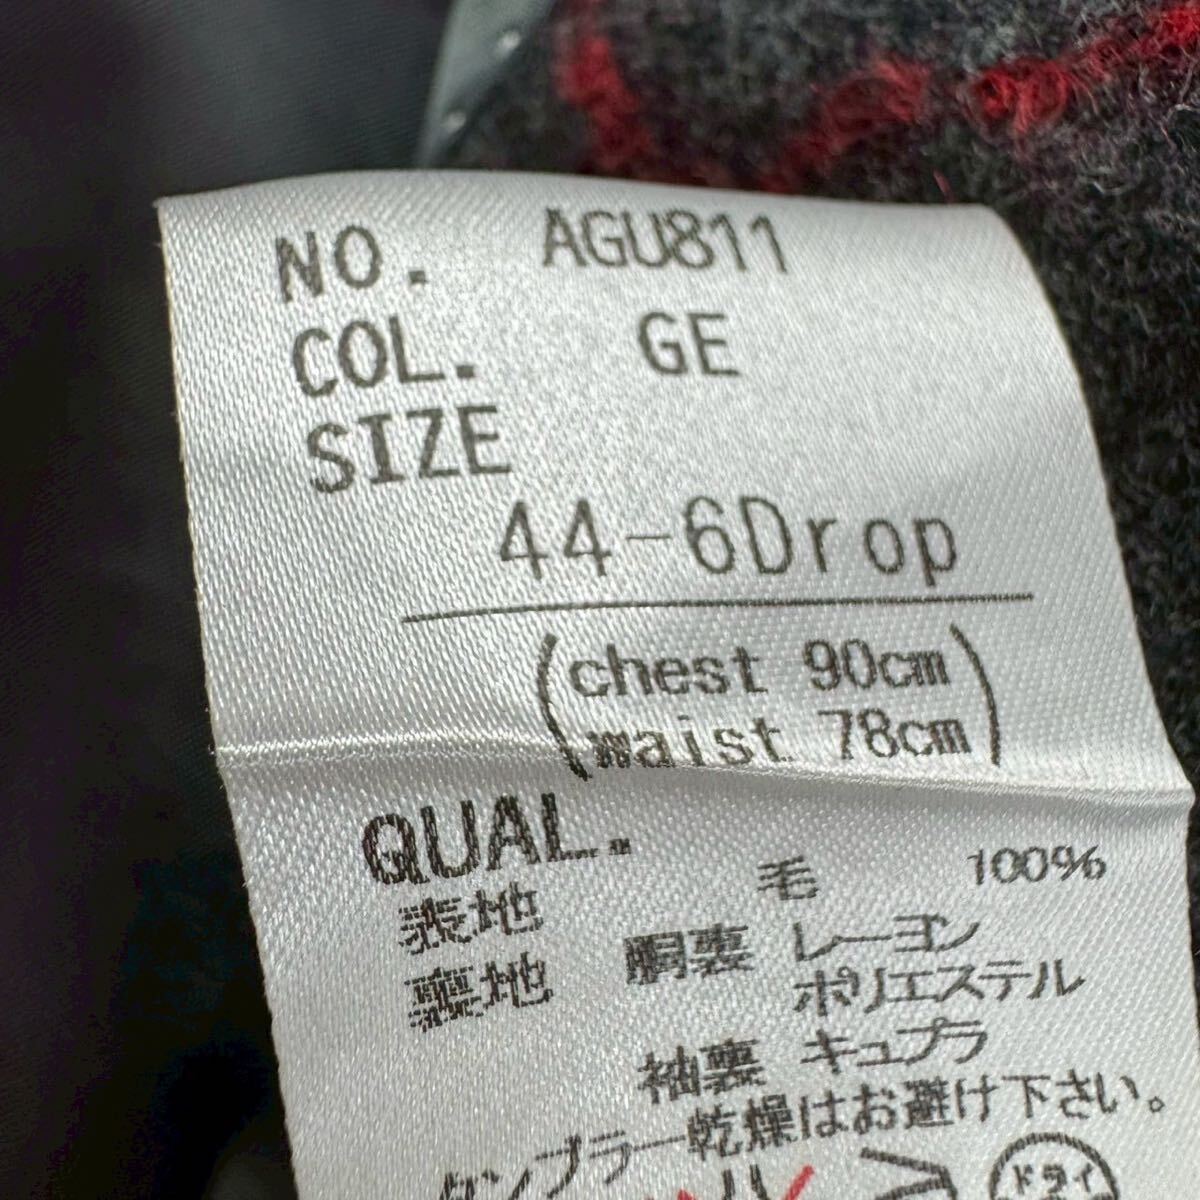 NO. AGU811
COL. GE
SIZE
44-6Drop
(chest 90cm
waist 78cm)
QUAL.
表地 毛 100%
裏地 胴裏 レーヨン
ポリエステル
袖裏 キュプラ
タンブラー乾燥はお避け下さい。
ドライ